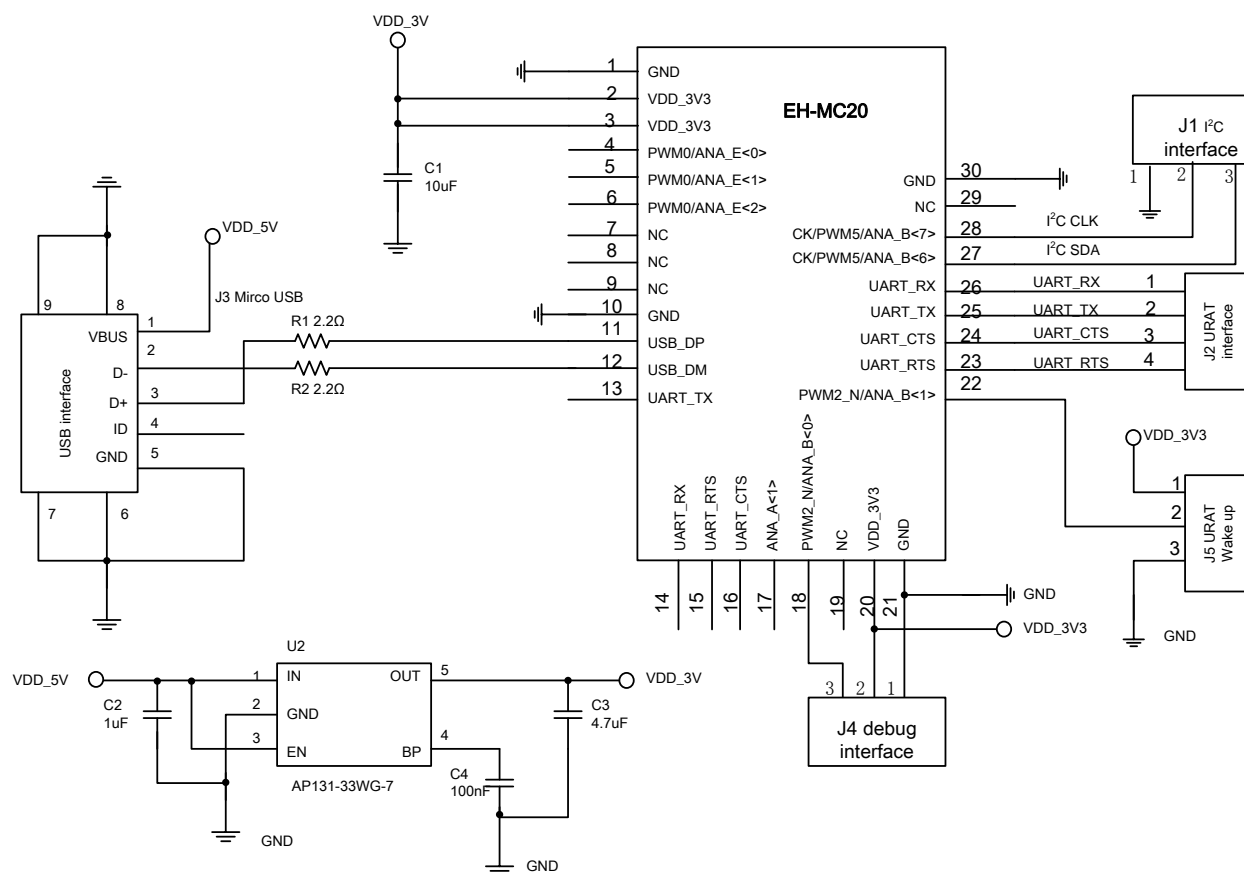 VDD_3V
1 GND
2 VDD_3V3
EH-MC20
3 VDD_3V3
4 PWM0/ANA_E<0>
C1
10uF
5 PWM0/ANA_E<1>
6 PWM0/ANA_E<2>
7 NC
8 NC
9 NC
10 GND
11 USB_DP
12 USB_DM
13 UART_TX
J1 I²C
interface
1 2 3
GND 30
NC 29
CK/PWM5/ANA_B<7> 28 I²C CLK
CK/PWM5/ANA_B<6> 27 I²C SDA
UART_RX 26 UART_RX 1
UART_TX 25 UART_TX 2
UART_CTS 24 UART_CTS 3
UART_RTS 23 UART_RTS 4
PWM2_N/ANA_B<1> 22
J2 URAT
interface
VDD_5V
J3 Mirco USB
9 8
VBUS 1
2
D-
D+ 3
ID 4
GND 5
USB interface
7 6
R1 2.2Ω
R2 2.2Ω
VDD_3V3
1
2
3
J5 URAT
Wake up
GND
UART_RX
UART_RTS
UART_CTS
ANA_A<1>
PWM2_N/ANA_B<0>
NC
VDD_3V3
GND
14 15 16 17 18 19 20 21
GND
VDD_3V3
3 2 1
J4 debug
interface
U2
VDD_5V
1 IN OUT 5
VDD_3V
C2
1uF
2 GND
C3
4.7uF
3 EN BP 4
C4
100nF
AP131-33WG-7
GND
GND